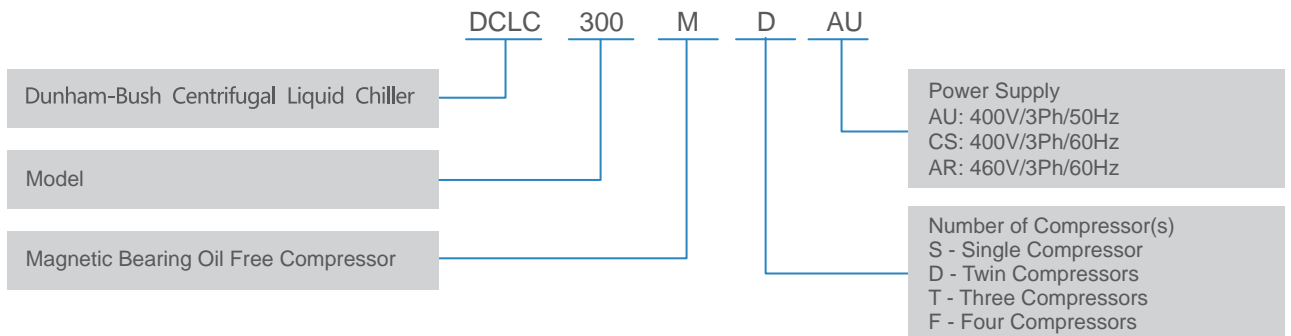 DCLC 300 M D AU
Dunham-Bush Centrifugal Liquid Chiller
Model
Magnetic Bearing Oil Free Compressor
Power Supply
AU: 400V/3Ph/50Hz
CS: 400V/3Ph/60Hz
AR: 460V/3Ph/60Hz
Number of Compressor(s)
S - Single Compressor
D - Twin Compressors
T - Three Compressors
F - Four Compressors